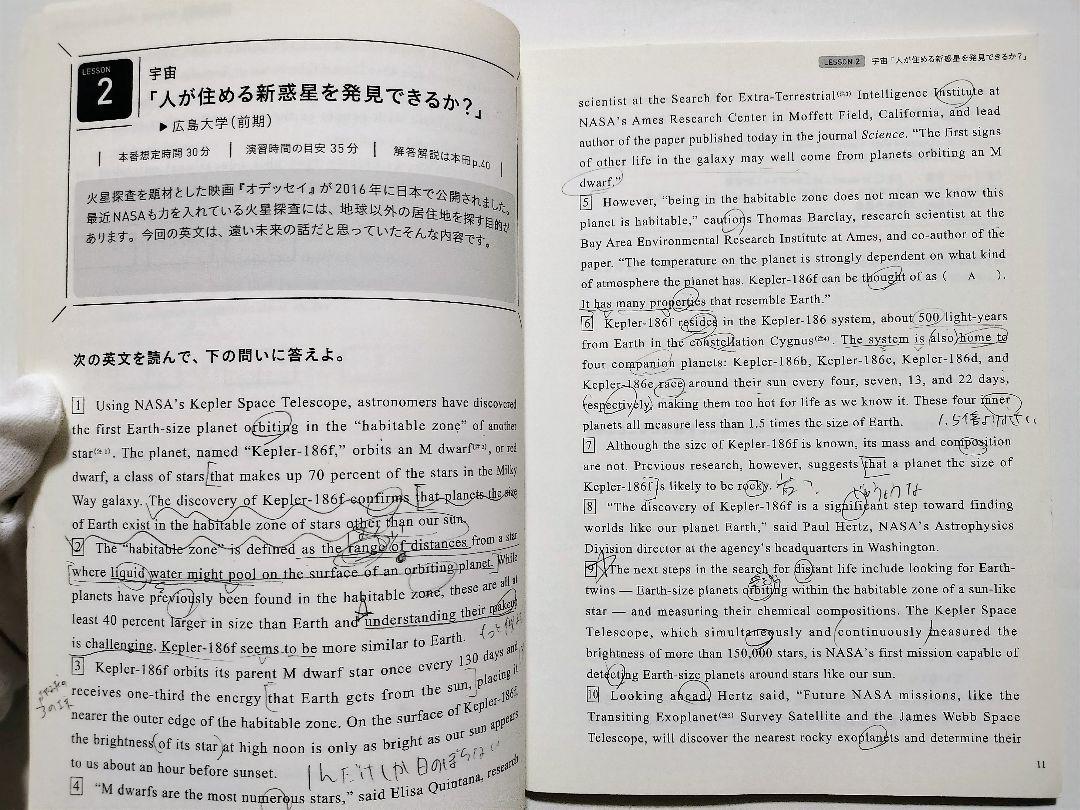 LESSON
2
宇宙
「人が住める新惑星を発見できるか?」
▶広島大学(前期)
本番想定時間 30分 | 演習時間の目安 35分 | 解答解説は本冊p.40
火星探査を題材とした映画『オデッセイ』が2016年に日本で公開されました。
最近NASAも力を入れている火星探査には、地球以外の居住地を探す目的が
あります。今回の英文は、遠い未来の話だと思っていたそんな内容です。
次の英文を読んで、下の問いに答えよ。
1 Using NASA's Kepler Space Telescope, astronomers have discovered
the first Earth-size planet orbiting in the "habitable zone" of another
star(注1). The planet, named "Kepler-186f," orbits an M dwarf(注2), or red
dwarf, a class of stars that makes up 70 percent of the stars in the Milky
Way galaxy. The discovery of Kepler-186f confirms that planets the size
of Earth exist in the habitable zone of stars other than our sun.
2 The "habitable zone" is defined as the range of distances from a star
where liquid water might pool on the surface of an orbiting planet. While
planets have previously been found in the habitable zone, these are all at
least 40 percent larger in size than Earth and understanding their makeup
is challenging. Kepler-186f seems to be more similar to Earth.
3 Kepler-186f orbits its parent M dwarf star once every 130 days and
receives one-third the energy that Earth gets from the sun, placing it
nearer the outer edge of the habitable zone. On the surface of Kepler-186f,
the brightness of its star at high noon is only as bright as our sun appears
to us about an hour before sunset.
4 "M dwarfs are the most numerous stars," said Elisa Quintana, research
LESSON 2 宇宙「人が住める新惑星を発見できるか?」
scientist at the Search for Extra-Terrestrial(注3) Intelligence Institute at
NASA's Ames Research Center in Moffett Field, California, and lead
author of the paper published today in the journal Science. "The first signs
of other life in the galaxy may well come from planets orbiting an M
dwarf."
5 However, "being in the habitable zone does not mean we know this
planet is habitable," cautions Thomas Barclay, research scientist at the
Bay Area Environmental Research Institute at Ames, and co-author of the
paper. "The temperature on the planet is strongly dependent on what kind
of atmosphere the planet has. Kepler-186f can be thought of as ( A ).
It has many properties that resemble Earth."
6 Kepler-186f resides in the Kepler-186 system, about 500 light-years
from Earth in the constellation Cygnus(注4). The system is also home to
four companion planets: Kepler-186b, Kepler-186c, Kepler-186d, and
Kepler-186e race around their sun every four, seven, 13, and 22 days,
respectively, making them too hot for life as we know it. These four inner
planets all measure less than 1.5 times the size of Earth.
7 Although the size of Kepler-186f is known, its mass and composition
are not. Previous research, however, suggests that a planet the size of
Kepler-186f is likely to be rocky.
8 "The discovery of Kepler-186f is a significant step toward finding
worlds like our planet Earth," said Paul Hertz, NASA's Astrophysics
Division director at the agency's headquarters in Washington.
9 The next steps in the search for distant life include looking for Earth-
twins — Earth-size planets orbiting within the habitable zone of a sun-like
star — and measuring their chemical compositions. The Kepler Space
Telescope, which simultaneously and continuously measured the
brightness of more than 150,000 stars, is NASA's first mission capable of
detecting Earth-size planets around stars like our sun.
10 Looking ahead, Hertz said, "Future NASA missions, like the
Transiting Exoplanet(注5) Survey Satellite and the James Webb Space
Telescope, will discover the nearest rocky exoplanets and determine their
11